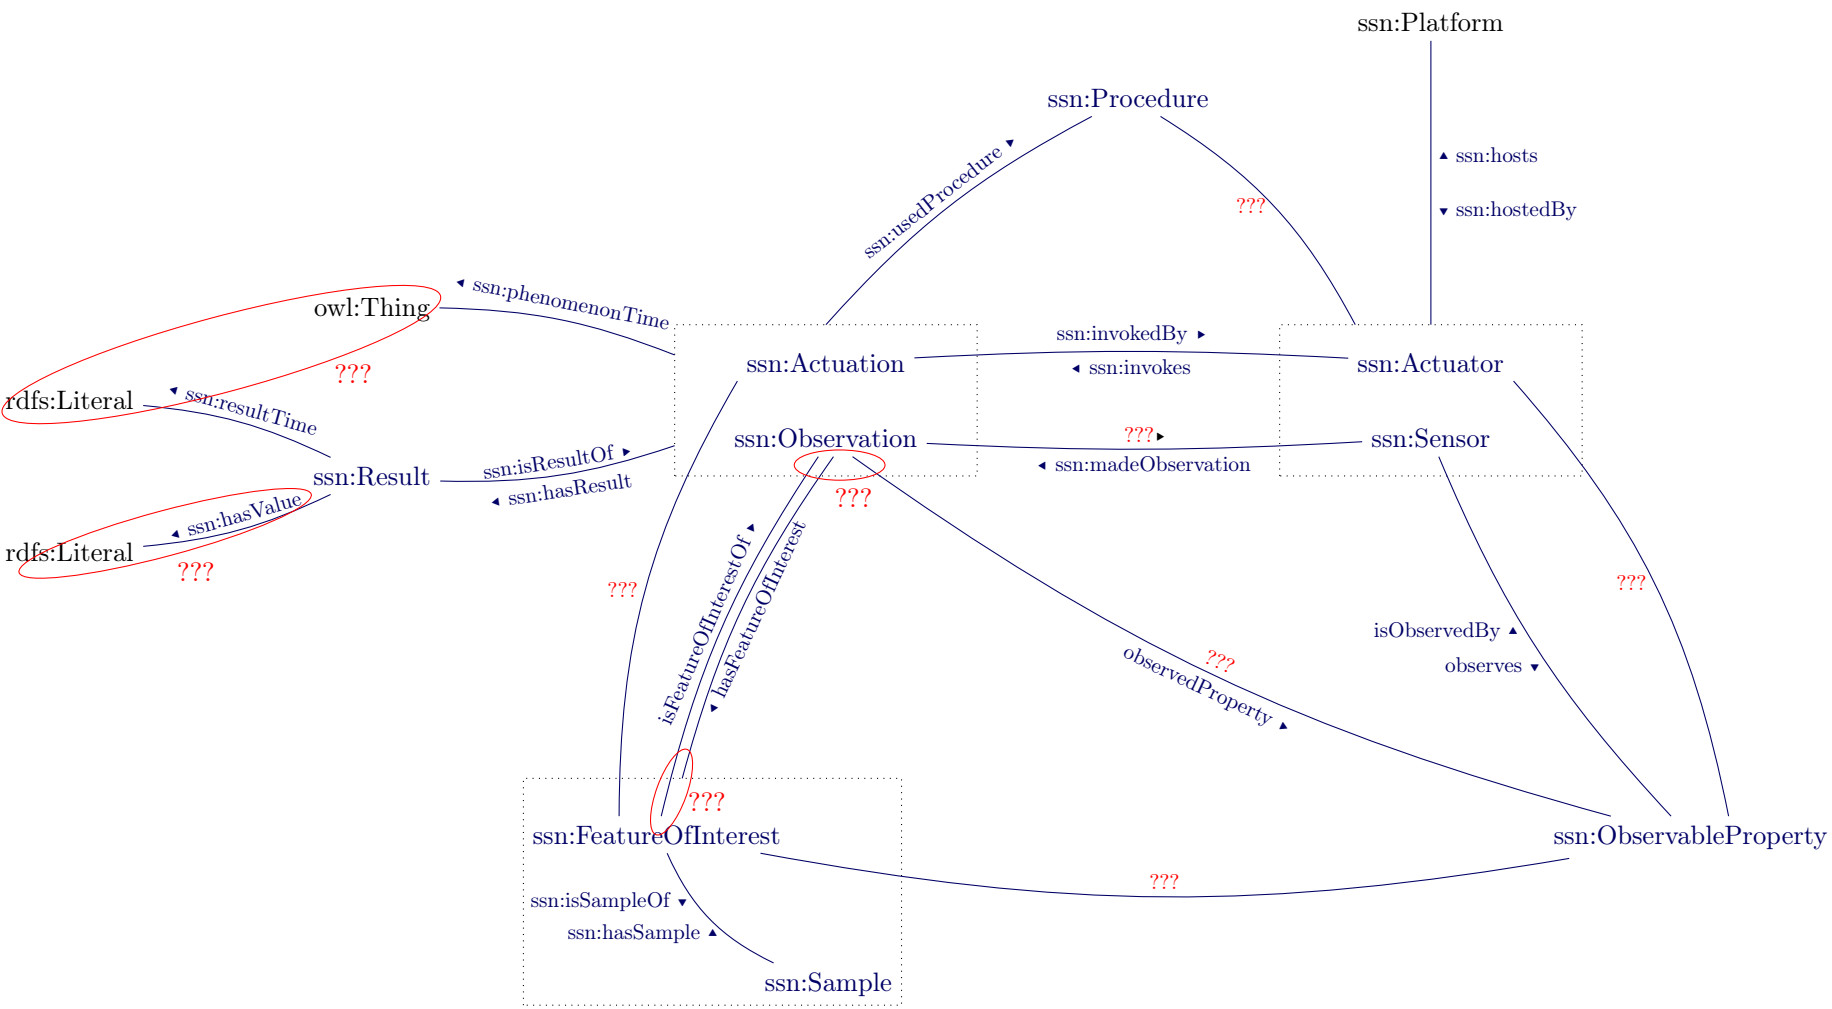 ssn:Platform
ssn:Procedure
ssn:hosts
ssn:usedProcedure
???
ssn:hostedBy
ssn:phenomenonTime
owl:Thing
ssn:invokedBy
ssn:Actuation
ssn:Actuator
ssn:invokes
???
ssn:resultTime
rdfs:Literal
ssn:Observation
???
ssn:Sensor
ssn:isResultOf
ssn:madeObservation
ssn:Result
ssn:hasResult
???
ssn:hasValue
rdfs:Literal
???
???
isFeatureOfInterestOf
hasFeatureOfInterest
???
isObservedBy
???
observedProperty
observes
???
ssn:FeatureOfInterest
ssn:ObservableProperty
???
ssn:isSampleOf
ssn:hasSample
ssn:Sample